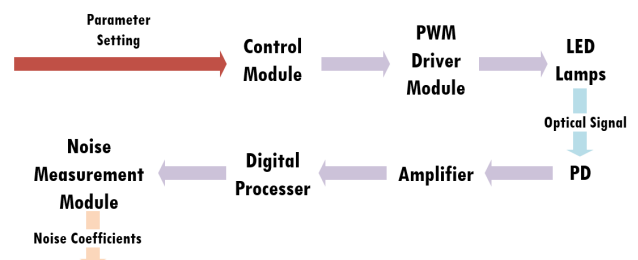 Parameter
Setting
Control
Module
PWM
Driver
Module
LED
Lamps
Optical Signal
PD
Amplifier
Digital
Processer
Noise
Measurement
Module
Noise Coefficients